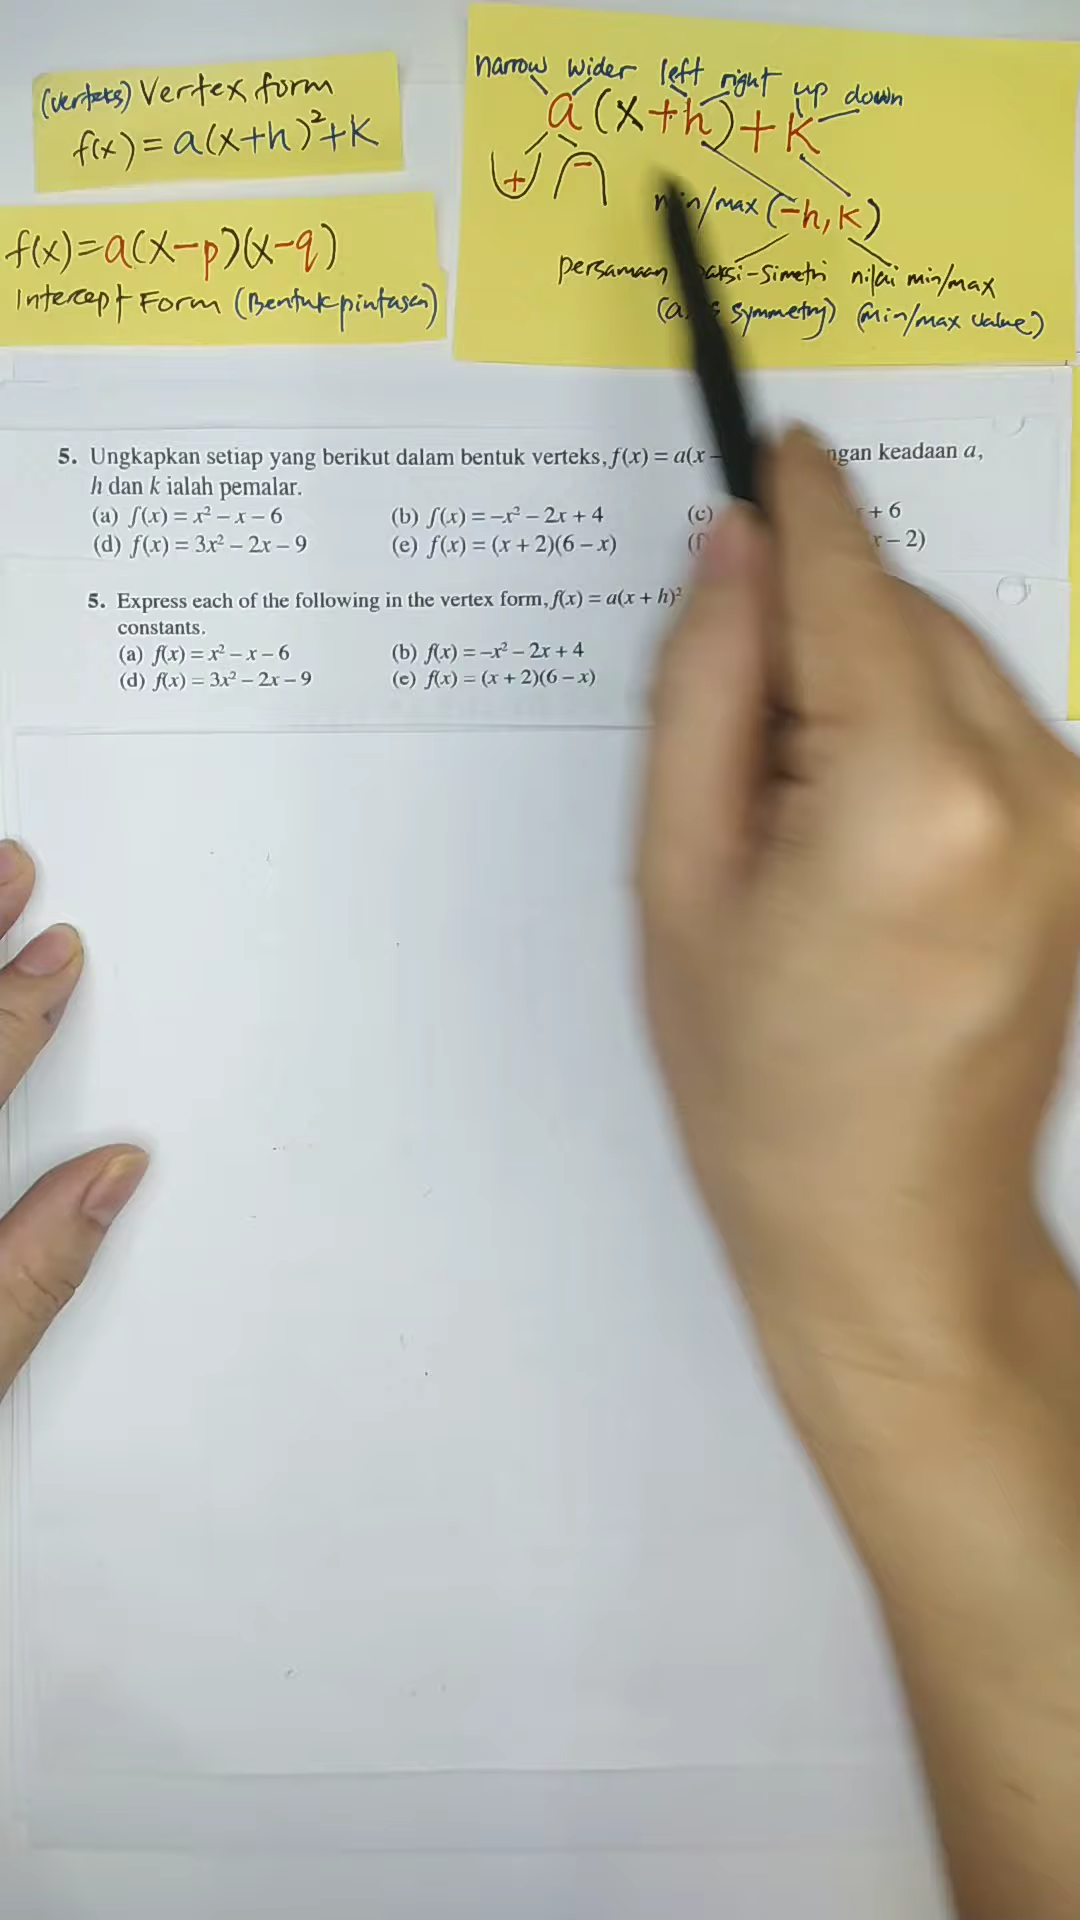 (verteks) Vertex form
f(x) = a(x+h)²+k
f(x)=a(x-p)(x-q)
Intercept Form (Bentuk pintasan)
narrow wider left right up down
a(x+h)+k
+ -
min/max (-h, k)
persamaan paksi-simetri nilai min/max
symmetry) (min/max value)
5. Ungkapkan setiap yang berikut dalam bentuk verteks, f(x) = a(x keadaan a,
h dan k ialah pemalar.
(a) f(x) = x² – x – 6 (b) f(x) = –x² – 2x + 4 (c) + 6
(d) f(x) = 3x² – 2x – 9 (e) f(x) = (x + 2)(6 – x) – 2)
5. Express each of the following in the vertex form, f(x) = a(x + h)²
constants.
(a) f(x) = x² – x – 6 (b) f(x) = –x² – 2x + 4
(d) f(x) = 3x² – 2x – 9 (e) f(x) = (x + 2)(6 – x)